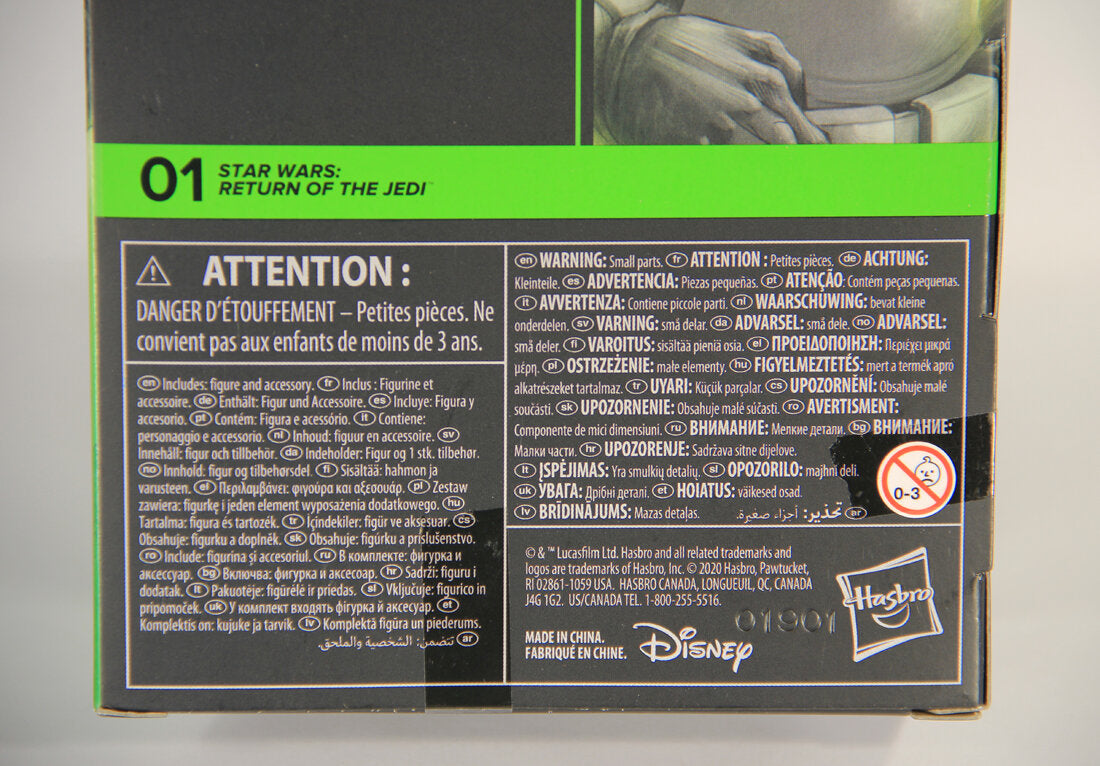 01 STAR WARS:
RETURN OF THE JEDI™
⚠ ATTENTION :
DANGER D'ÉTOUFFEMENT – Petites pièces. Ne
convient pas aux enfants de moins de 3 ans.
en Includes: figure and accessory. fr Inclus : Figurine et
accessoire. de Enthält: Figur und Accessoire. es Incluye: Figura y
accesorio. pt Contém: Figura e acessório. it Contiene:
personaggio e accessorio. nl Inhoud: figuur en accessoire. sv
Innehåll: figur och tillbehör. da Indeholder: Figur og 1 stk. tilbehør.
no Innhold: figur og tilbehørsdel. fi Sisältää: hahmon ja
varusteen. el Περιλαμβάνει: φιγούρα και αξεσουάρ. pl Zestaw
zawiera: figurkę i jeden element wyposażenia dodatkowego. hu
Tartalma: figura és tartozék. tr İçindekiler: figür ve aksesuar. cs
Obsahuje: figurku a doplněk. sk Obsahuje: figúrku a príslušenstvo.
ro Include: figurina și accesoriul. ru В комплекте: фигурка и
аксессуар. bg Включва: фигурка и аксесоар. hr Sadrži: figuru i
dodatak. lt Pakuotėje: figūrėlė ir priedas. sl Vključuje: figurico in
pripomoček. uk У комплект входять фігурка й аксесуар. et
Komplektis on: kujuke ja tarvik. lv Komplektā figūra un piederums.
ar تتضمن: الشخصية والملحق.
en WARNING: Small parts. fr ATTENTION : Petites pièces. de ACHTUNG:
Kleinteile. es ADVERTENCIA: Piezas pequeñas. pt ATENÇÃO: Contém peças pequenas.
it AVVERTENZA: Contiene piccole parti. nl WAARSCHUWING: bevat kleine
onderdelen. sv VARNING: små delar. da ADVARSEL: små dele. no ADVARSEL:
små deler. fi VAROITUS: sisältää pieniä osia. el ΠΡΟΕΙΔΟΠΟΙΗΣΗ: Περιέχει μικρά
μέρη. pl OSTRZEŻENIE: małe elementy. hu FIGYELMEZTETÉS: mert a termék apró
alkatrészeket tartalmaz. tr UYARI: Küçük parçalar. cs UPOZORNĚNÍ: Obsahuje malé
součásti. sk UPOZORNENIE: Obsahuje malé súčasti. ro AVERTISMENT:
Componente de mici dimensiuni. ru ВНИМАНИЕ: Мелкие детали. bg ВНИМАНИЕ:
Малки части. hr UPOZORENJE: Sadržava sitne dijelove.
lt ĮSPĖJIMAS: Yra smulkių detalių. sl OPOZORILO: majhni deli.
uk УВАГА: Дрібні деталі. et HOIATUS: väikesed osad.
lv BRĪDINĀJUMS: Mazas detaļas. ar تحذير: أجزاء صغيرة.
0-3
© & ™ Lucasfilm Ltd. Hasbro and all related trademarks and
logos are trademarks of Hasbro, Inc. © 2020 Hasbro, Pawtucket,
RI 02861-1059 USA. HASBRO CANADA, LONGUEUIL, QC, CANADA
J4G 1G2. US/CANADA TEL. 1-800-255-5516.
01901
MADE IN CHINA.
FABRIQUÉ EN CHINE.
Disney
Hasbro